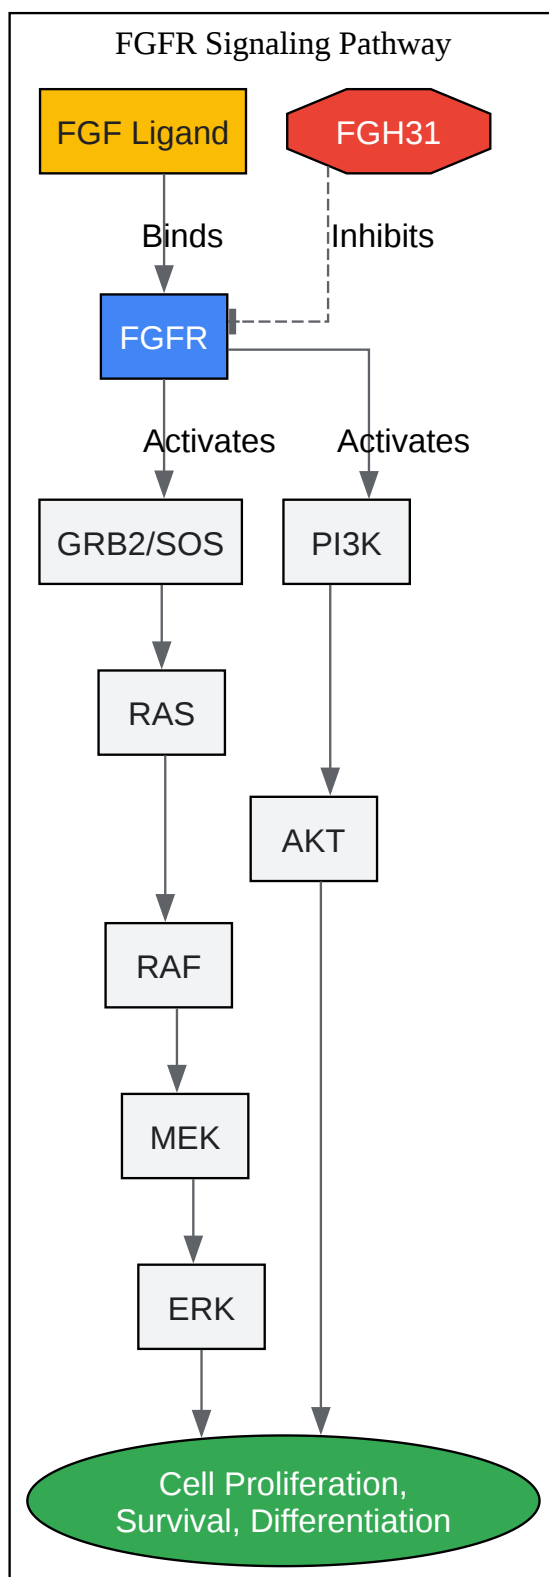 FGFR Signaling Pathway
FGF Ligand
FGH31
Binds
Inhibits
FGFR
Activates
Activates
GRB2/SOS
PI3K
RAS
AKT
RAF
MEK
ERK
Cell Proliferation,
Survival, Differentiation